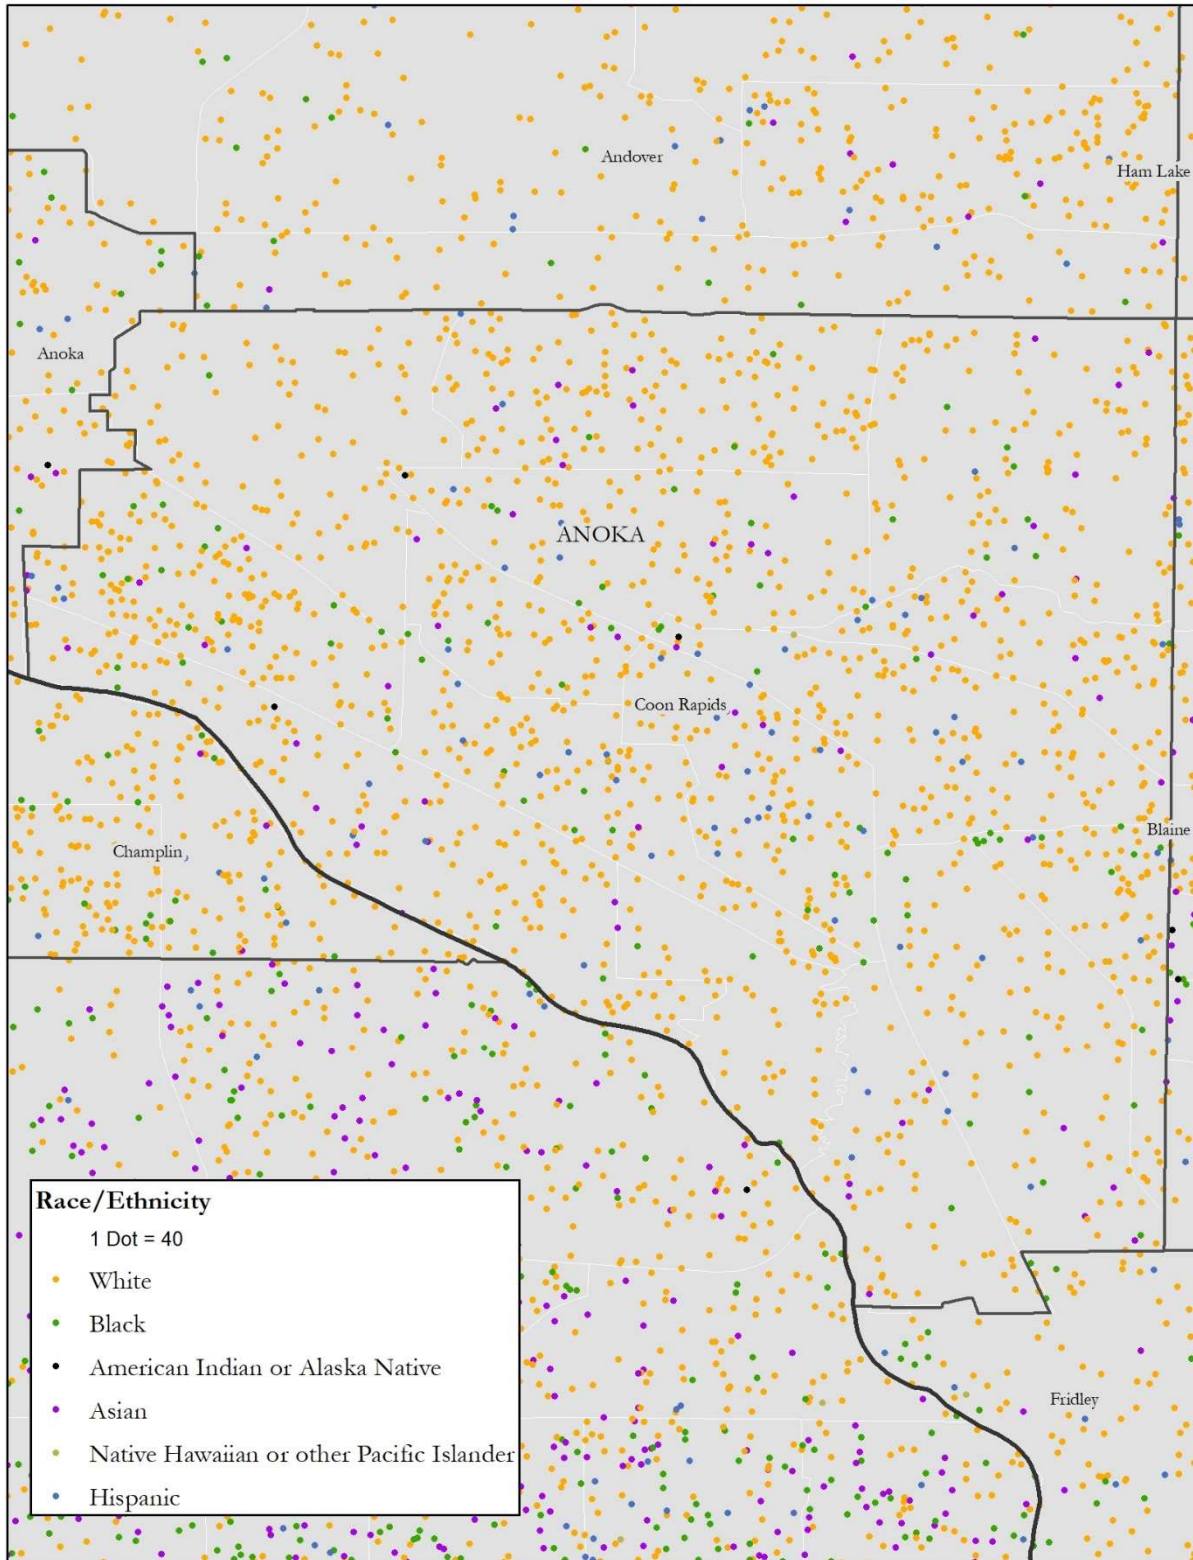 Andover
Ham Lake
Anoka
ANOKA
Coon Rapids
Blaine
Champlin
Fridley
Race/Ethnicity
1 Dot = 40
White
Black
American Indian or Alaska Native
Asian
Native Hawaiian or other Pacific Islander
Hispanic